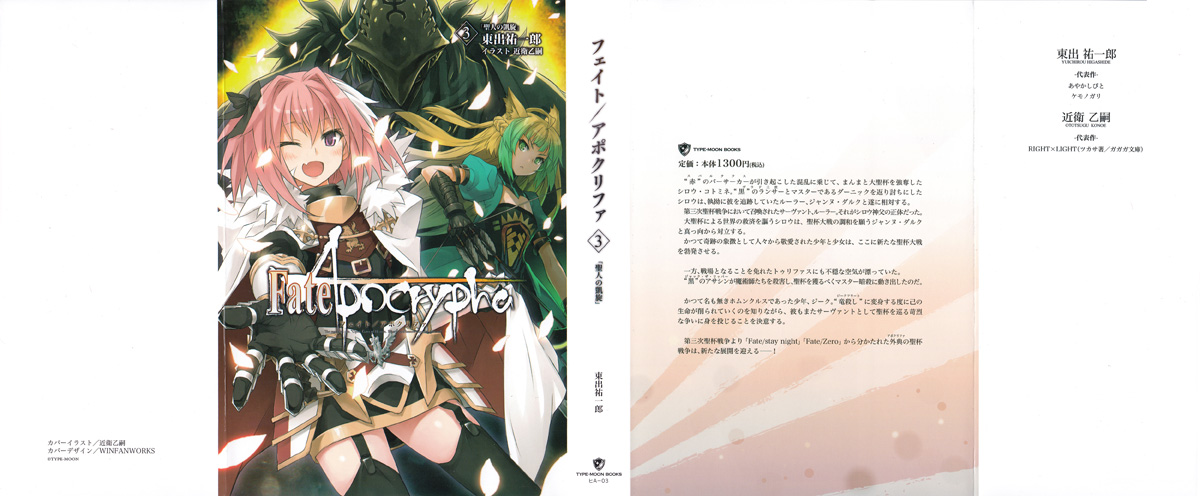 カバーイラスト／近衛乙嗣
カバーデザイン／WINFANWORKS
©TYPE-MOON
3
『聖人の凱旋』
東出祐一郎
イラスト 近衛乙嗣
Fate/Apocrypha
フェイト／アポクリファ
フェイト／アポクリファ
3
『聖人の凱旋』
東出祐一郎
TYPE-MOON BOOKS
ヒA-03
TYPE-MOON BOOKS
定価：本体1300円(税込)
“赤”のバーサーカーが引き起こした混乱に乗じて、まんまと大聖杯を強奪した
シロウ・コトミネ。“黒”のランサーとマスターであるダーニックを返り討ちにした
シロウは、執拗に彼を追跡していたルーラー、ジャンヌ・ダルクと遂に相対する。
第三次聖杯戦争において召喚されたサーヴァント、ルーラー。それがシロウ神父の正体だった。
大聖杯による世界の救済を謳うシロウは、聖杯大戦の調和を願うジャンヌ・ダルク
と真っ向から対立する。
かつて奇跡の象徴として人々から敬愛された少年と少女は、ここに新たな聖杯大戦
を勃発させる。
一方、戦場となることを免れたトゥリファスにも不穏な空気が漂っていた。
“黒”のアサシンが魔術師たちを殺害し、聖杯を獲るべくマスター暗殺に動き出したのだ。
かつて名も無きホムンクルスであった少年、ジーク。“竜殺し”に変身する度に己の
生命が削られていくのを知りながら、彼もまたサーヴァントとして聖杯を巡る苛烈
な争いに身を投じることを決意する。
第三次聖杯戦争より「Fate/stay night」「Fate/Zero」から分かたれた外典の聖杯
戦争は、新たな展開を迎える――！
東出 祐一郎
YUICHIROU HIGASHIDE
-代表作-
あやかしびと
ケモノガリ
近衛 乙嗣
OTOTSUGU KONOE
-代表作-
RIGHT×LIGHT(ツカサ著／ガガガ文庫)